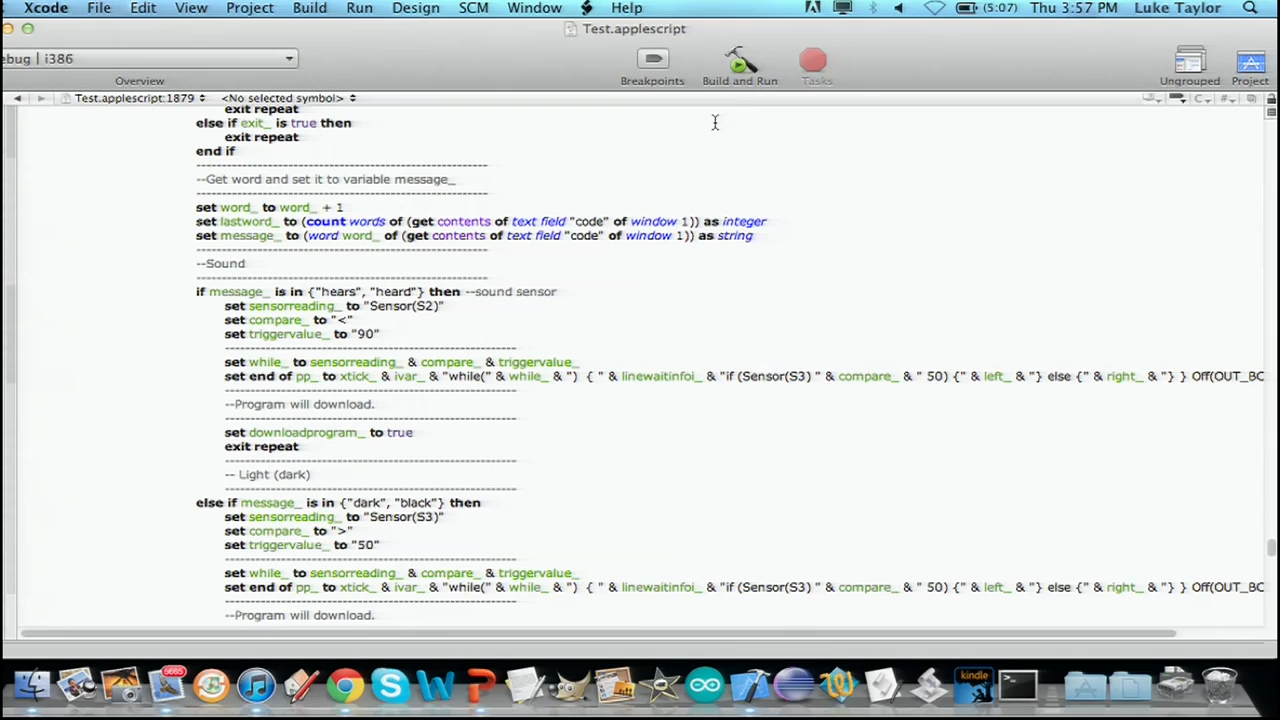 Xcode File Edit View Project Build Run Design SCM Window Help (5:07) Thu 3:57 PM Luke Taylor
Test.applescript
ebug | i386
Overview Breakpoints Build and Run Tasks Ungrouped Project
Test.applescript:1879 <No selected symbol> C #
exit repeat
else if exit_ is true then
exit repeat
end if
----------------------------------------------------------
--Get word and set it to variable message_
----------------------------------------------------------
set word_ to word_ + 1
set lastword_ to (count words of (get contents of text field "code" of window 1)) as integer
set message_ to (word word_ of (get contents of text field "code" of window 1)) as string
----------------------------------------------------------
--Sound
----------------------------------------------------------
if message_ is in {"hears", "heard"} then --sound sensor
set sensorreading_ to "Sensor(S2)"
set compare_ to "<"
set triggervalue_ to "90"
----------------------------------------------------------
set while_ to sensorreading_ & compare_ & triggervalue_
set end of pp_ to xtick_ & ivar_ & "while(" & while_ & ") { " & linewaitinfoi_ & "if (Sensor(S3) " & compare_ & " 50) {" & left_ & "} else {" & right_ & "} } Off(OUT_BC
----------------------------------------------------------
--Program will download.
----------------------------------------------------------
set downloadprogram_ to true
exit repeat
----------------------------------------------------------
-- Light (dark)
----------------------------------------------------------
else if message_ is in {"dark", "black"} then
set sensorreading_ to "Sensor(S3)"
set compare_ to ">"
set triggervalue_ to "50"
----------------------------------------------------------
set while_ to sensorreading_ & compare_ & triggervalue_
set end of pp_ to xtick_ & ivar_ & "while(" & while_ & ") { " & linewaitinfoi_ & "if (Sensor(S3) " & compare_ & " 50) {" & left_ & "} else {" & right_ & "} } Off(OUT_BC
----------------------------------------------------------
--Program will download.
5665
kindle